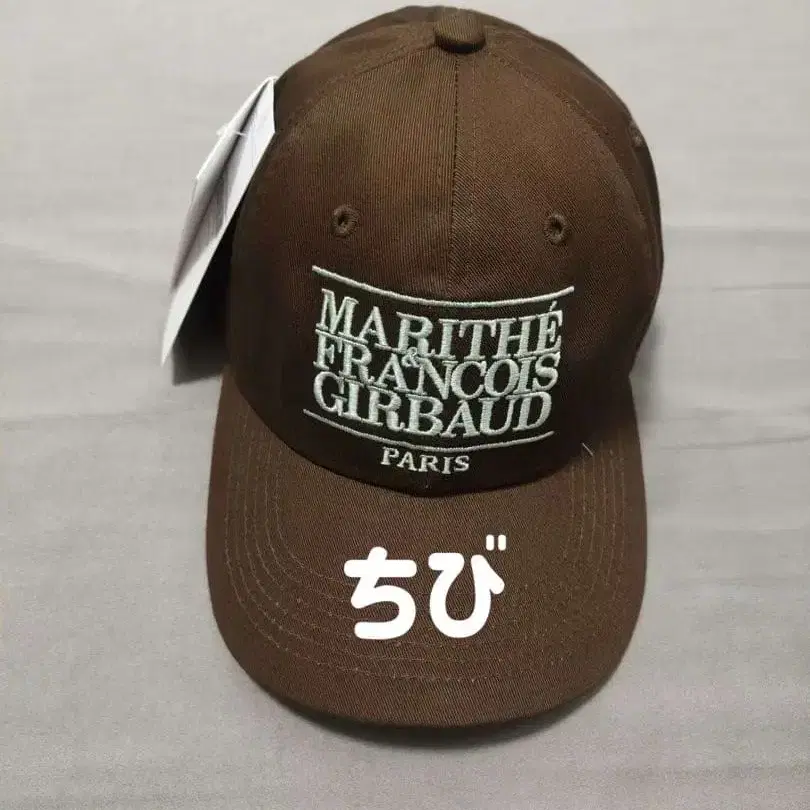 MARITHÉ
&
FRANCOIS
GIRBAUD
PARIS
ちび